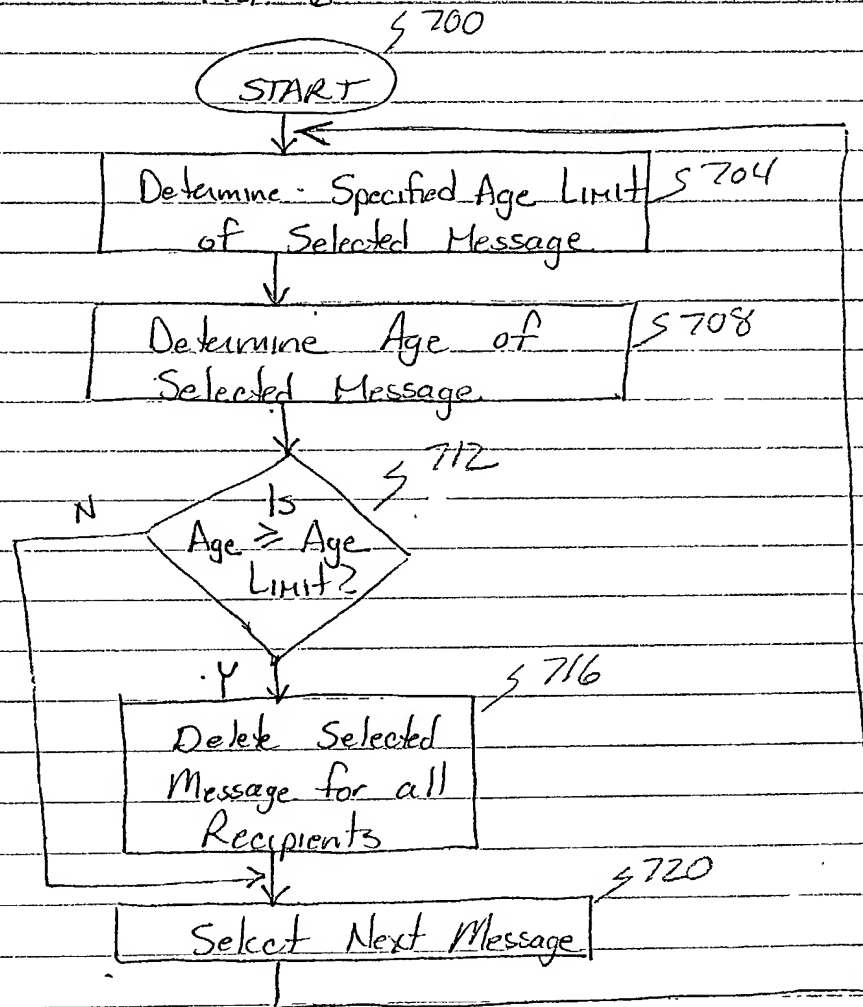 700
START
Determine Specified Age Limit
of Selected Message
704
Determine Age of
Selected Message
708
712
N
Is
Age ≥ Age
Limit?
Y
716
Delete Selected
Message for all
Recipients
720
Select Next Message